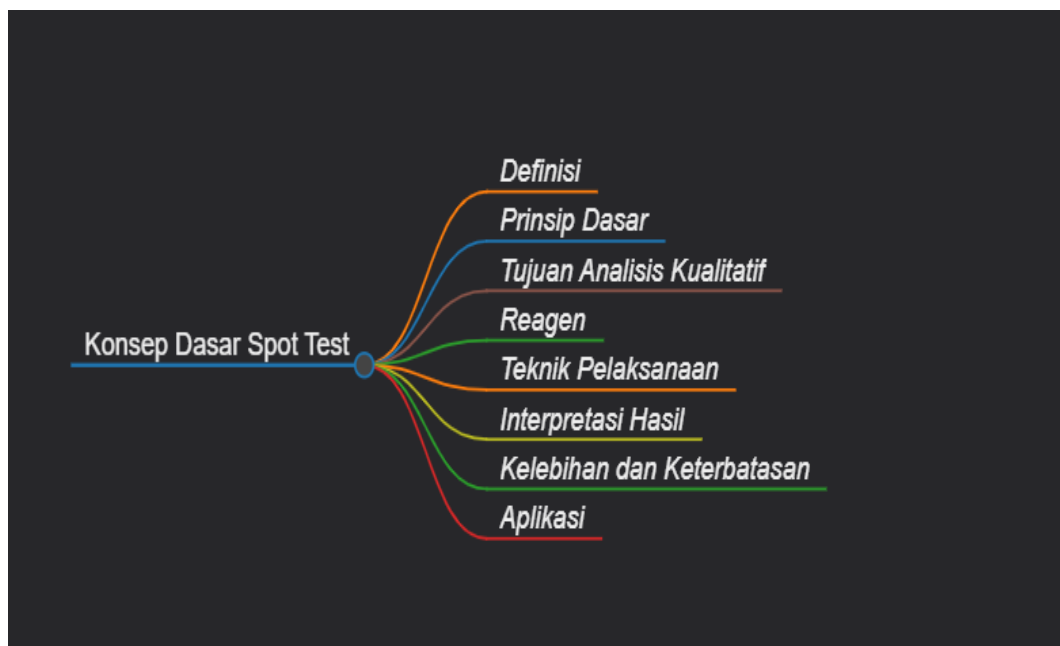 Definisi
Prinsip Dasar
Tujuan Analisis Kualitatif
Reagen
Konsep Dasar Spot Test
Teknik Pelaksanaan
Interpretasi Hasil
Kelebihan dan Keterbatasan
Aplikasi